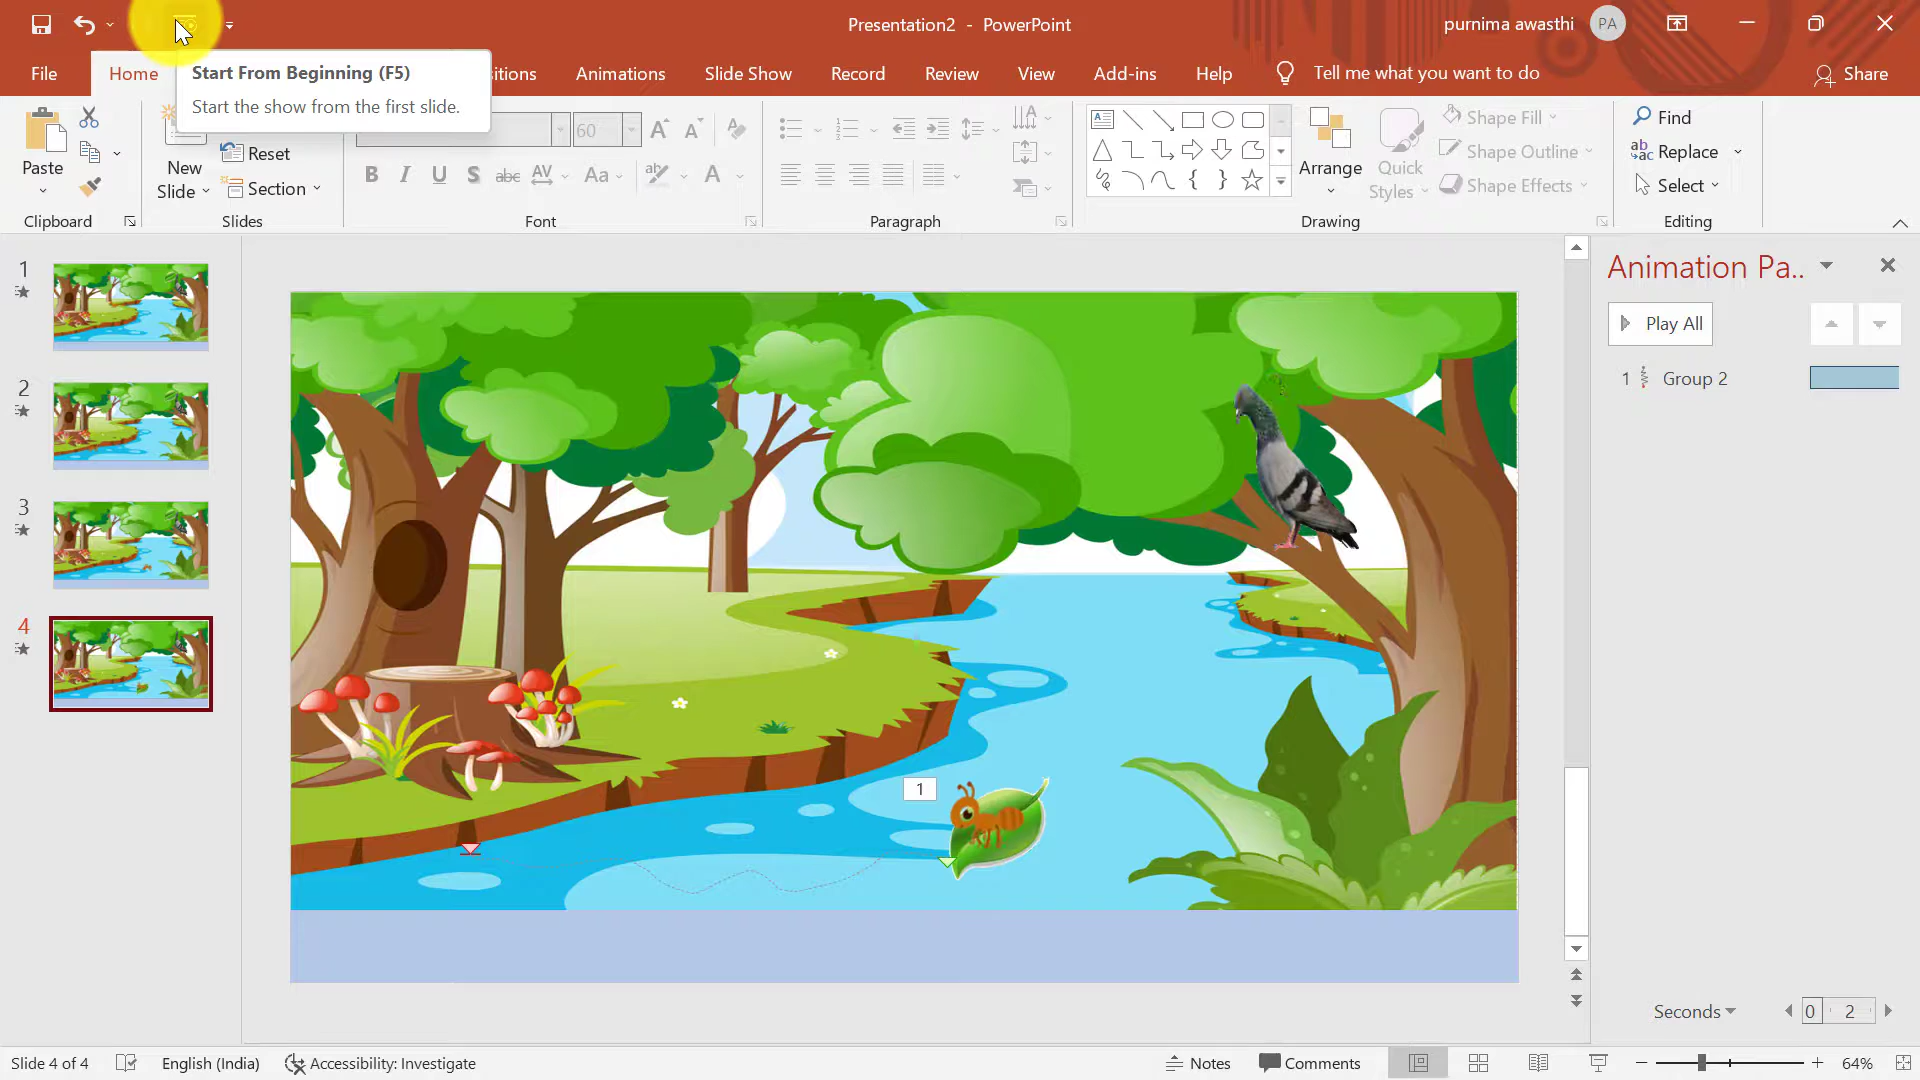 Presentation2 - PowerPoint
purnima awasthi
PA
File
Home
sitions
Animations
Slide Show
Record
Review
View
Add-ins
Help
Tell me what you want to do
Share
Start From Beginning (F5)
Start the show from the first slide.
Paste
Clipboard
New
Slide
Reset
Section
Slides
60
B I U S abc AV Aa A
Font
Paragraph
Arrange
Quick
Styles
Shape Fill
Shape Outline
Shape Effects
Drawing
Find
Replace
Select
Editing
1
2
3
4
1
Animation Pa..
Play All
1 Group 2
Seconds
0 2
Slide 4 of 4
English (India)
Accessibility: Investigate
Notes
Comments
64%